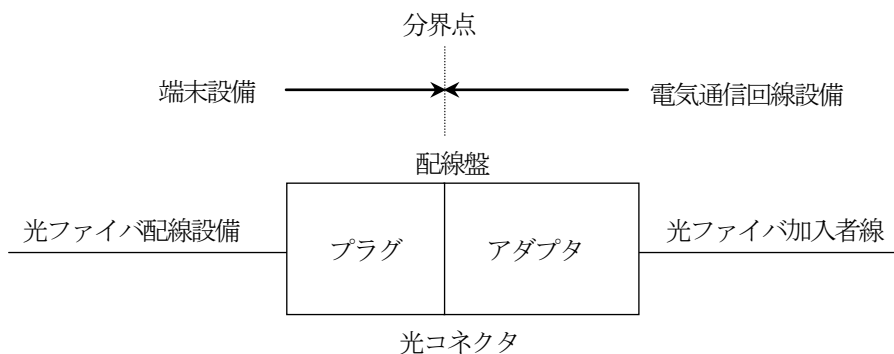 分界点
端末設備
電気通信回線設備
配線盤
光ファイバ配線設備
プラグ
アダプタ
光ファイバ加入者線
光コネクタ